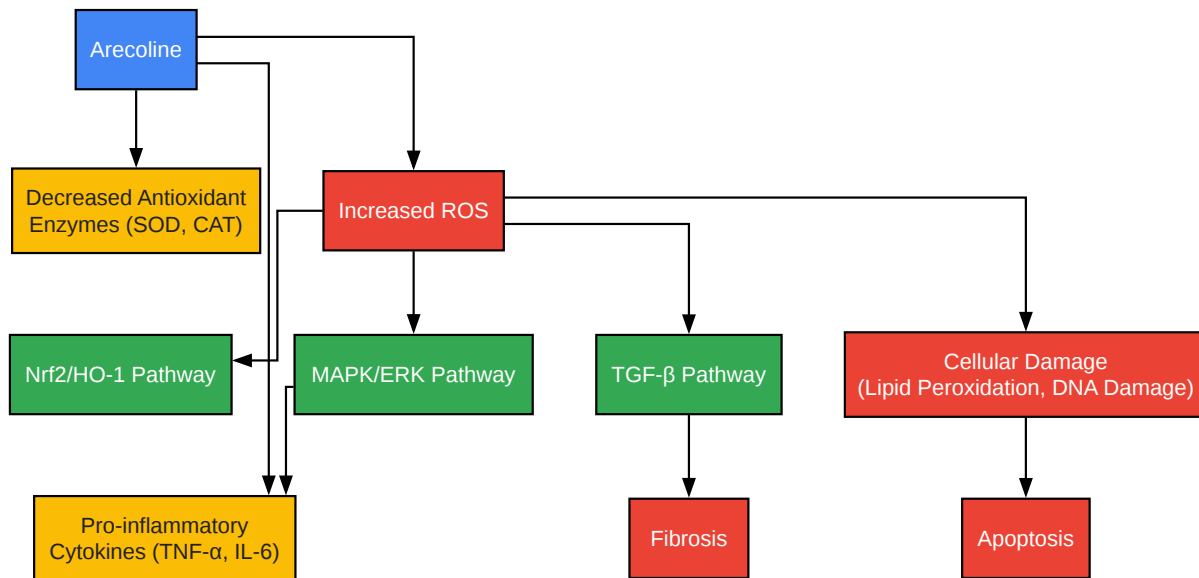 Arecoline
Decreased Antioxidant
Enzymes (SOD, CAT)
Increased ROS
Nrf2/HO-1 Pathway
MAPK/ERK Pathway
TGF-β Pathway
Cellular Damage
(Lipid Peroxidation, DNA Damage)
Pro-inflammatory
Cytokines (TNF-α, IL-6)
Fibrosis
Apoptosis